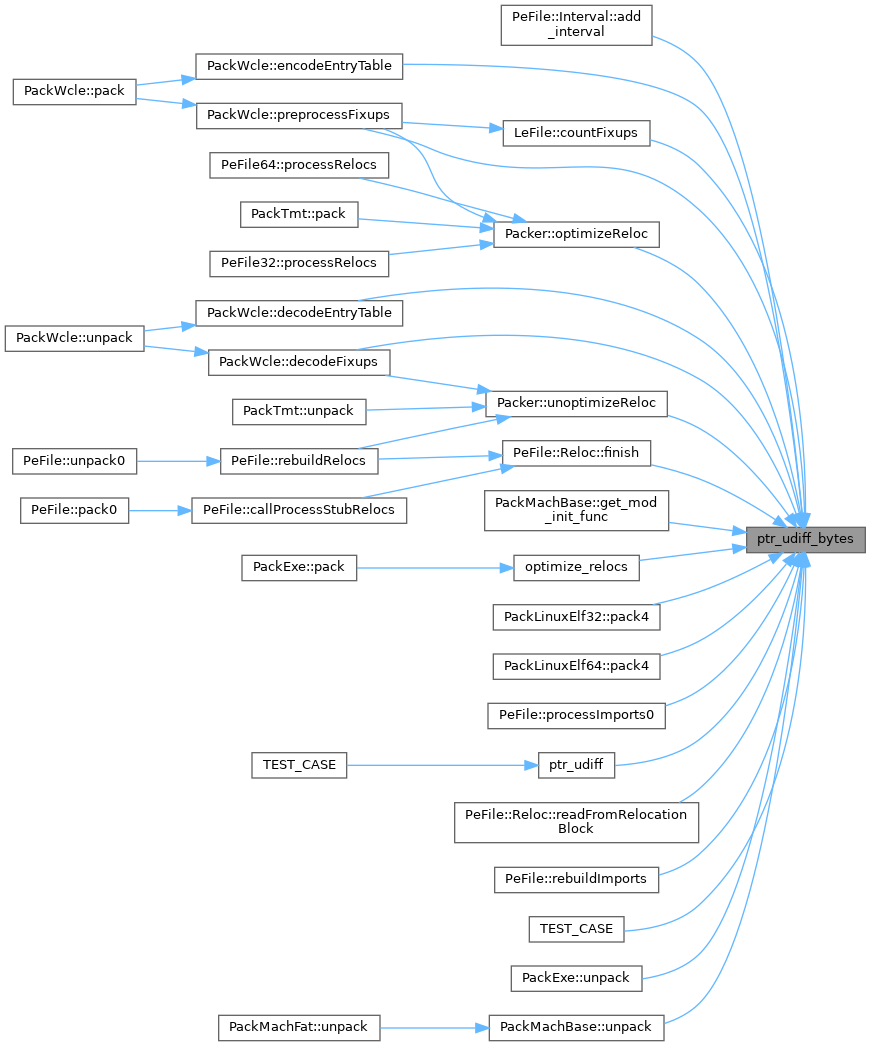 PeFile::Interval::add
_interval
PackWcle::encodeEntryTable
PackWcle::pack
PackWcle::preprocessFixups
LeFile::countFixups
PeFile64::processRelocs
PackTmt::pack
Packer::optimizeReloc
PeFile32::processRelocs
PackWcle::decodeEntryTable
PackWcle::unpack
PackWcle::decodeFixups
Packer::unoptimizeReloc
PackTmt::unpack
PeFile::Reloc::finish
PeFile::unpack0
PeFile::rebuildRelocs
PeFile::pack0
PeFile::callProcessStubRelocs
PackMachBase::get_mod
_init_func
ptr_udiff_bytes
PackExe::pack
optimize_relocs
PackLinuxElf32::pack4
PackLinuxElf64::pack4
PeFile::processImports0
TEST_CASE
ptr_udiff
PeFile::Reloc::readFromRelocation
Block
PeFile::rebuildImports
TEST_CASE
PackExe::unpack
PackMachFat::unpack
PackMachBase::unpack